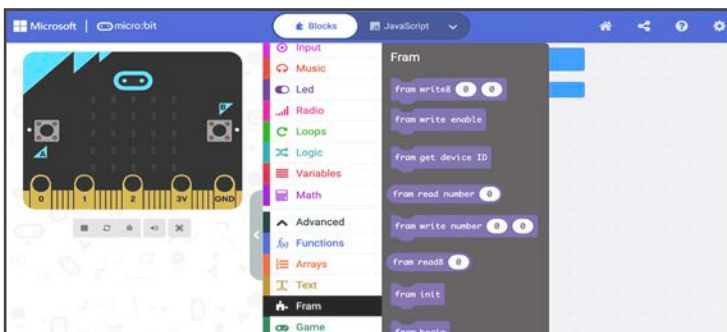 Microsoft micro:bit Blocks JavaScript
B
A
0 1 2 3V GND
Input
Music
Led
Radio
Loops
Logic
Variables
Math
Advanced
Functions
Arrays
Text
Fram
Game
Fram
fram write8 0 0
fram write enable
fram get device ID
fram read number 0
fram write number 0 0
fram read8 0
fram init
fram begin